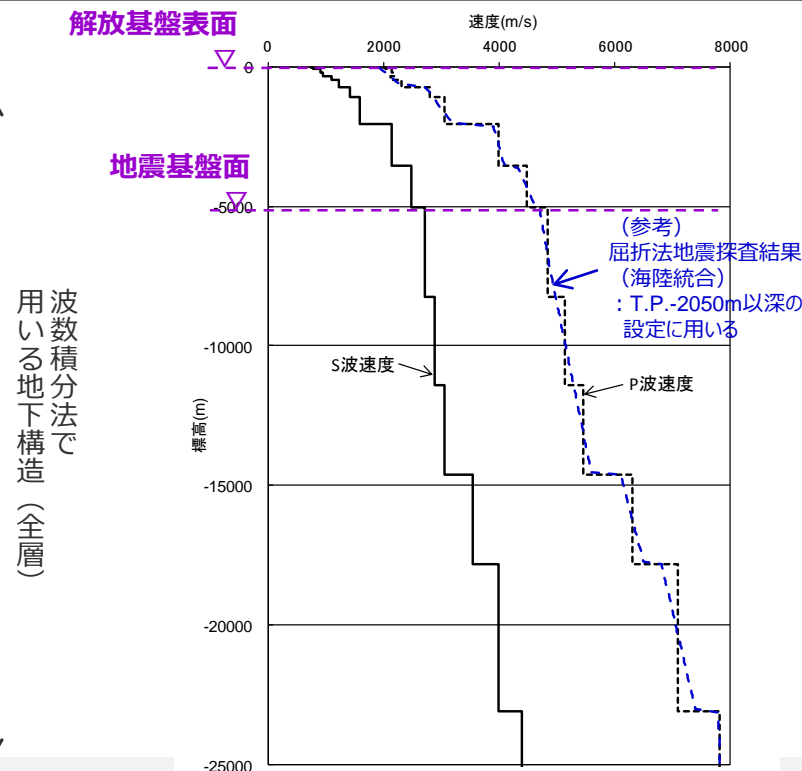 解放基盤表面
▽
速度(m/s)
0
2000
4000
6000
8000
0
地震基盤面
▽
-5000
(参考)
屈折法地震探査結果
(海陸統合)
:T.P.-2050m以深の
設定に用いる
-10000
S波速度
P波速度
標高(m)
波数積分法で
用いる地下構造(全層)
-15000
-20000
-25000